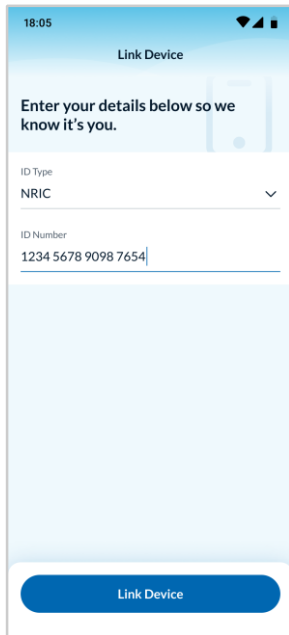 18:05
Link Device
Enter your details below so we
know it’s you.
ID Type
NRIC
ID Number
1234 5678 9098 7654
Link Device